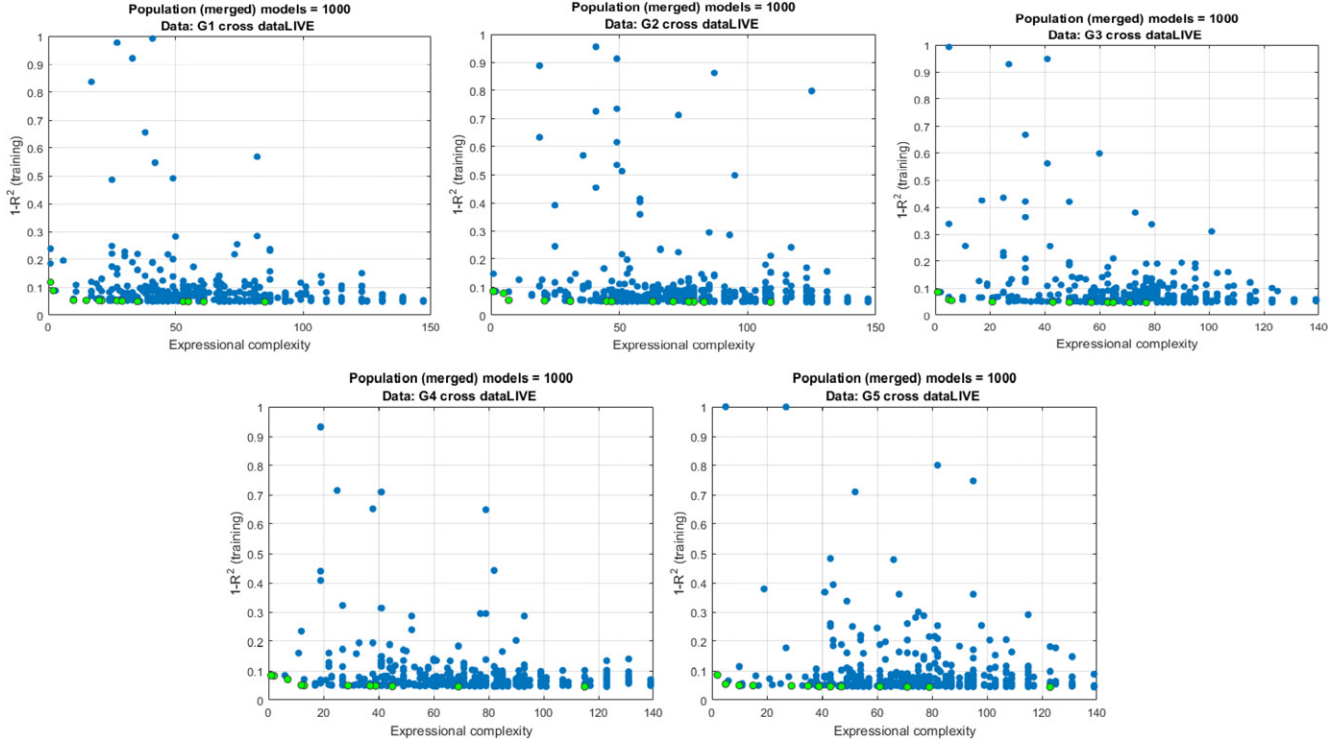 Population (merged) models = 1000
Data: G1 cross dataLIVE
1
0.9
0.8
0.7
0.6
0.5
0.4
0.3
0.2
0.1
0
1-R² (training)
0 50 100 150
Expressional complexity
Population (merged) models = 1000
Data: G2 cross dataLIVE
1
0.9
0.8
0.7
0.6
0.5
0.4
0.3
0.2
0.1
0
1-R² (training)
0 50 100 150
Expressional complexity
Population (merged) models = 1000
Data: G3 cross dataLIVE
1
0.9
0.8
0.7
0.6
0.5
0.4
0.3
0.2
0.1
0
1-R² (training)
0 20 40 60 80 100 120 140
Expressional complexity
Population (merged) models = 1000
Data: G4 cross dataLIVE
1
0.9
0.8
0.7
0.6
0.5
0.4
0.3
0.2
0.1
0
1-R² (training)
0 20 40 60 80 100 120 140
Expressional complexity
Population (merged) models = 1000
Data: G5 cross dataLIVE
1
0.9
0.8
0.7
0.6
0.5
0.4
0.3
0.2
0.1
0
1-R² (training)
0 20 40 60 80 100 120 140
Expressional complexity